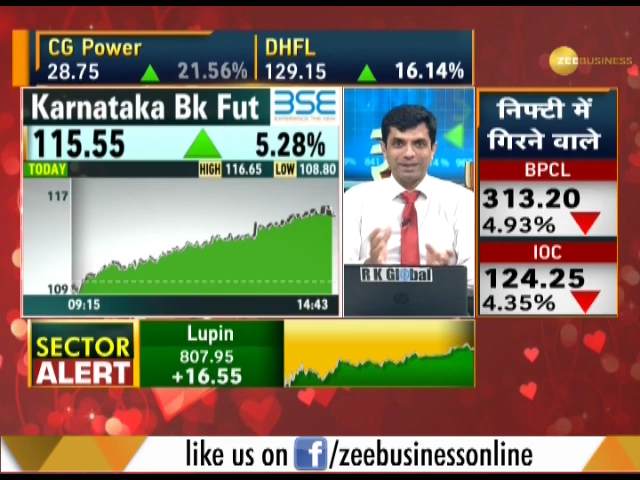 CG Power
28.75 21.56%
DHFL
129.15 16.14%
ZEEBUSINESS
Karnataka Bk Fut BSE
EXPERIENCE THE NEW
115.55 5.28%
TODAY HIGH 116.65 LOW 108.80
117
109
09:15 14:43
R K Global
निफ्टी में
गिरने वाले
BPCL
313.20
4.93%
IOC
124.25
4.35%
SECTOR
ALERT
Lupin
807.95
+16.55
like us on f/zeebusinessonline